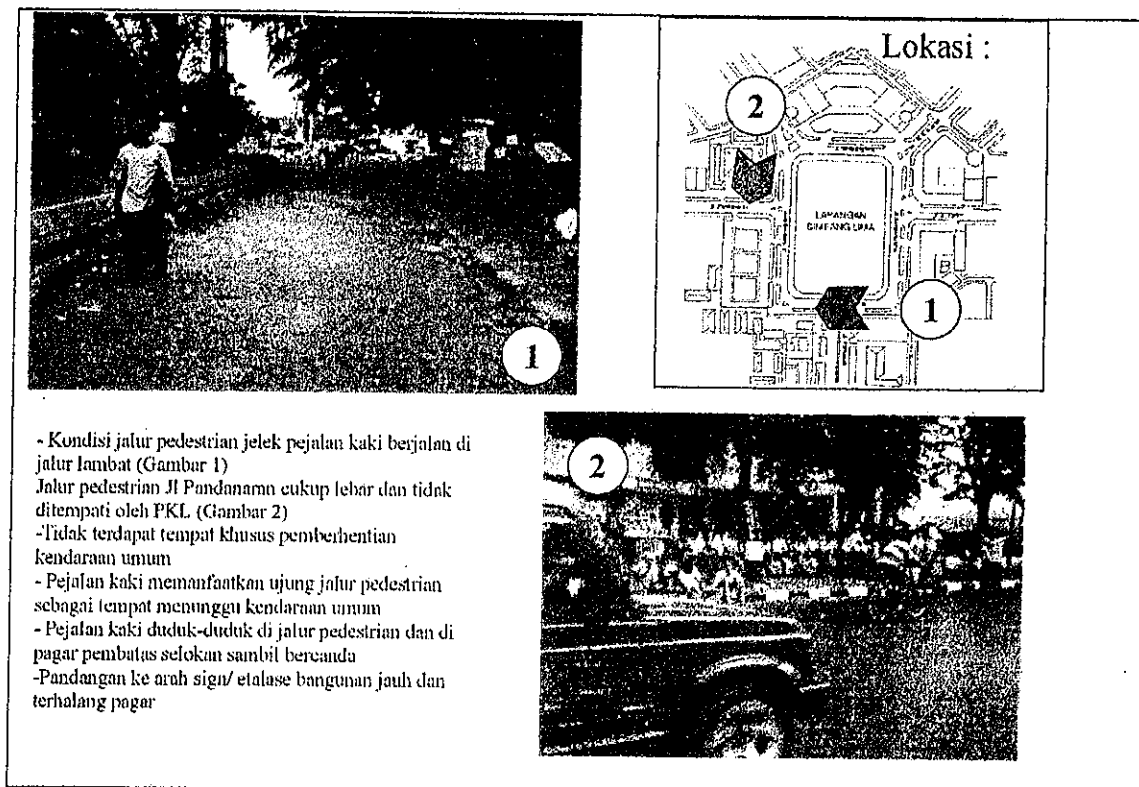 Lokasi :
2
LAPANGAN
SIMPANG LIMA
1
1
- Kondisi jalur pedestrian jelek pejalan kaki berjalan di
jalur lambat (Gambar 1)
Jalur pedestrian Jl Pandanaran cukup lebar dan tidak
ditempati oleh PKL (Gambar 2)
-Tidak terdapat tempat khusus pemberhentian
kendaraan umum
- Pejalan kaki memanfaatkan ujung jalur pedestrian
sebagai tempat menunggu kendaraan umum
- Pejalan kaki duduk-duduk di jalur pedestrian dan di
pagar pembatas selokan sambil bercanda
-Pandangan ke arah sign/ etalase bangunan jauh dan
terhalang pagar
2